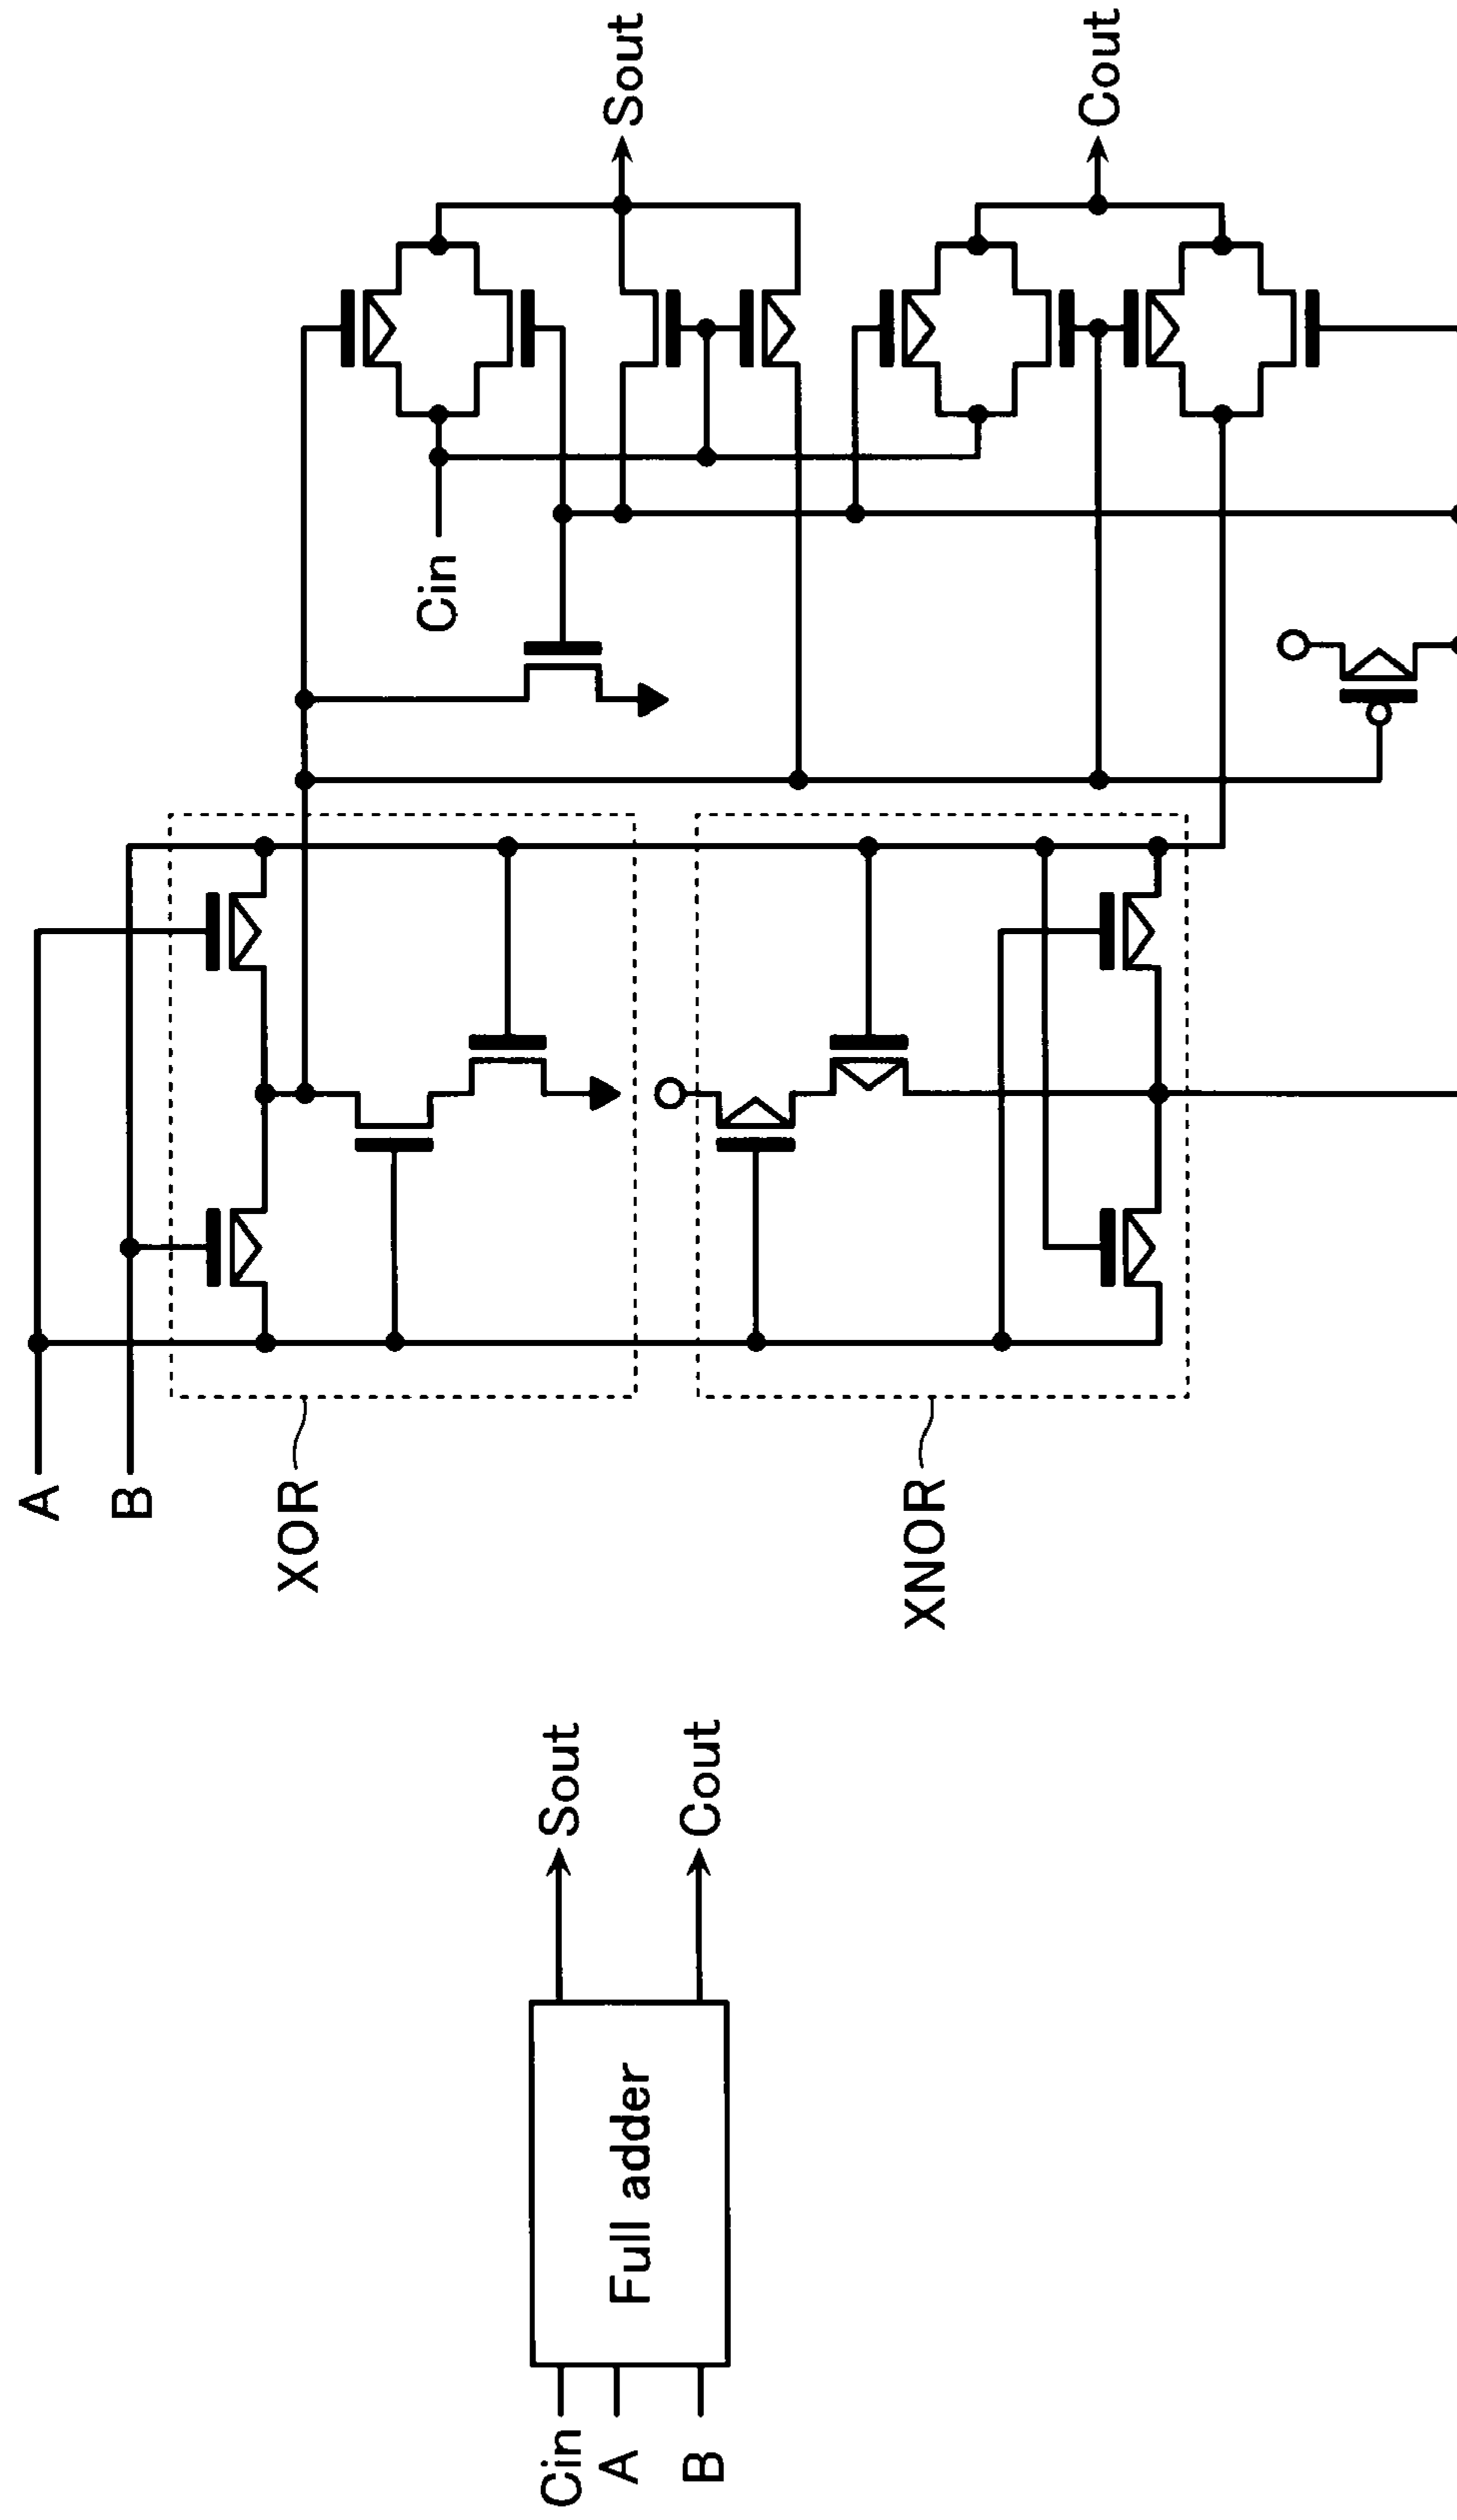 Cin
A
B
Full adder
Sout
Cout
A
B
XOR
XNOR
Cin
Sout
Cout